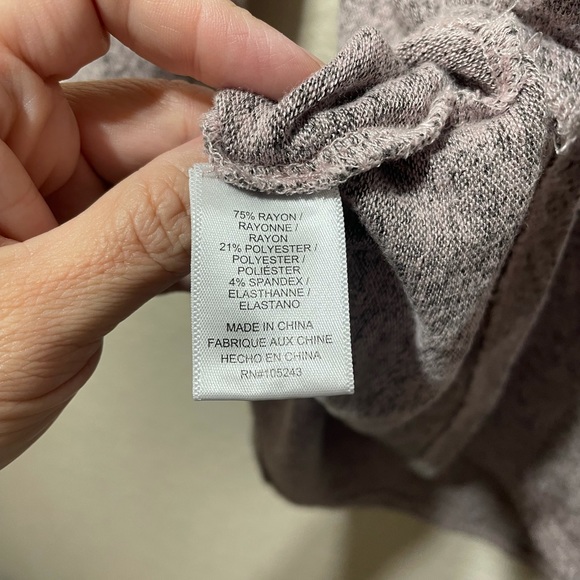 75% RAYON/
RAYONNE /
RAYON
21% POLYESTER /
POLYESTER /
POLIÉSTER
4% SPANDEX /
ELASTHANNE /
ELASTANO
MADE IN CHINA
FABRIQUE AUX CHINE
HECHO EN CHINA
RN#105243